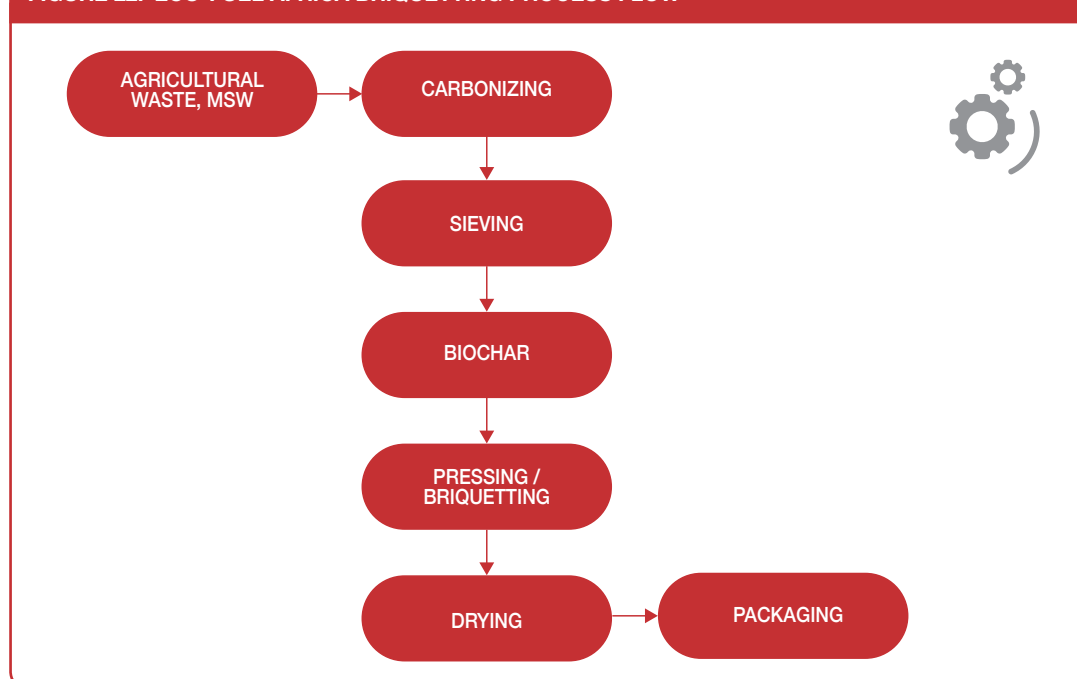 AGRICULTURAL
WASTE, MSW
CARBONIZING
SIEVING
BIOCHAR
PRESSING /
BRIQUETTING
DRYING
PACKAGING